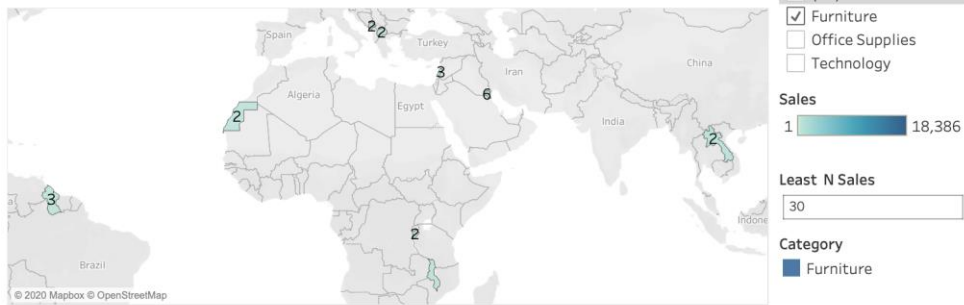 Spain
2
2
Turkey
3
Iran
China
6
Algeria
Egypt
2
India
2
3
2
Brazil
Indone
© 2020 Mapbox © OpenStreetMap
Furniture
Office Supplies
Technology
Sales
1
18,386
Least N Sales
30
Category
Furniture